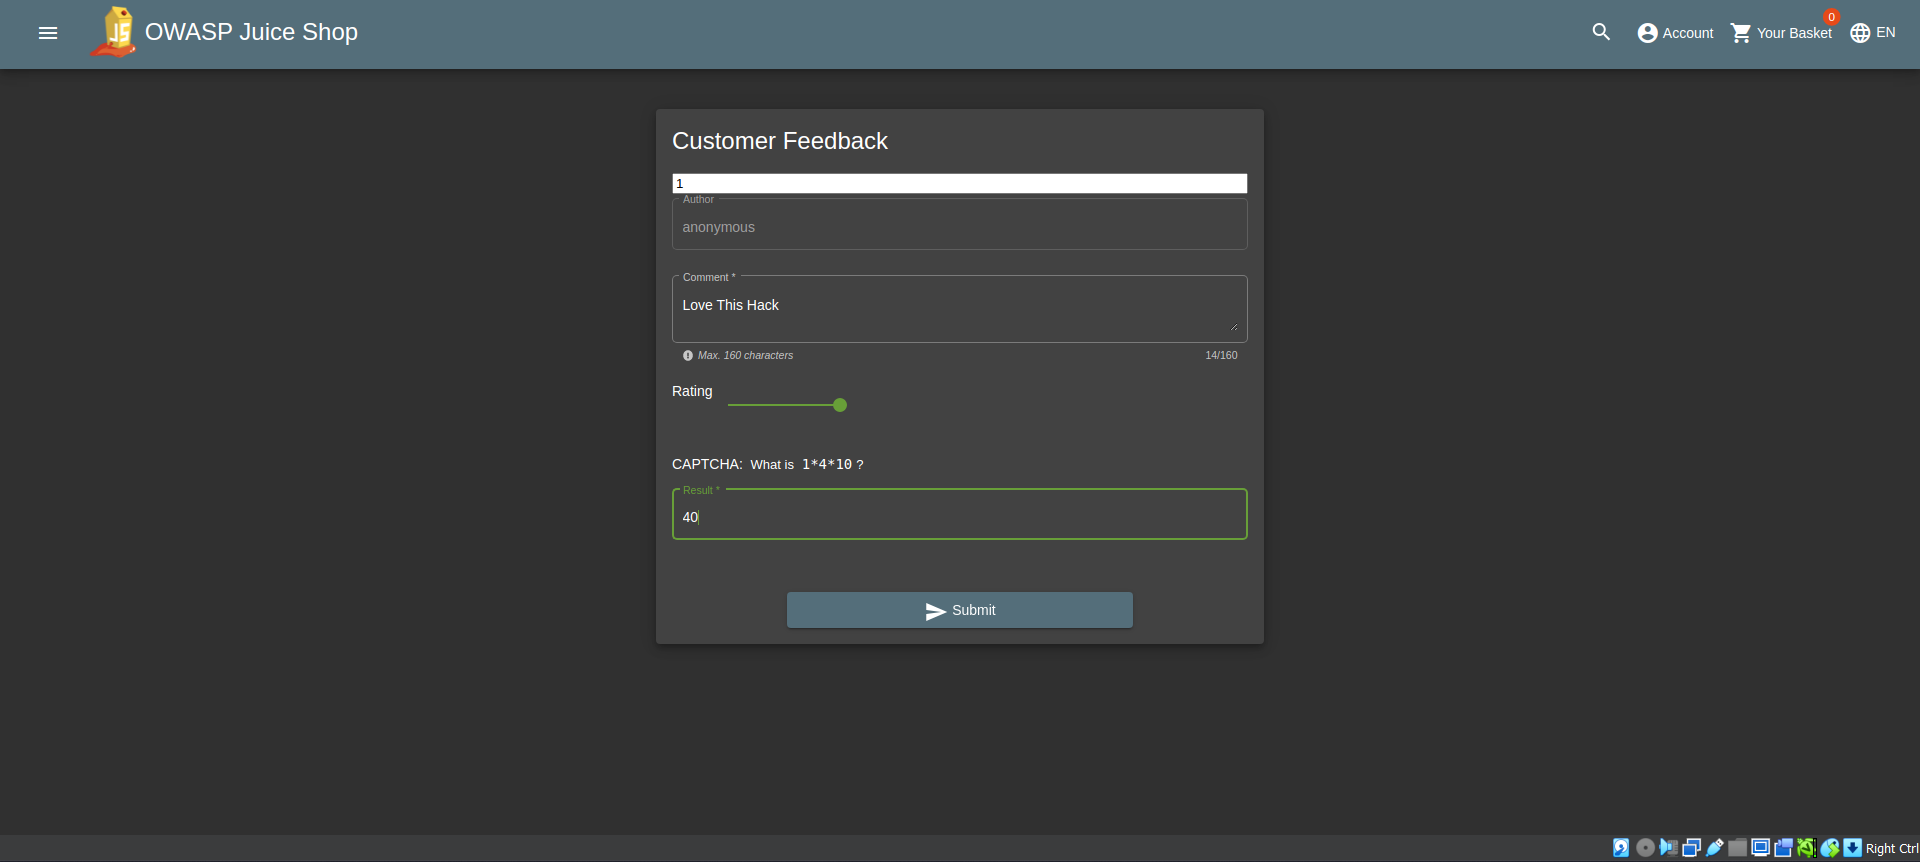 OWASP Juice Shop
Account
0
Your Basket
EN
Customer Feedback
1
Author
anonymous
Comment *
Love This Hack
Max. 160 characters
14/160
Rating
CAPTCHA: What is 1*4*10 ?
Result *
40
Submit
Right Ctrl